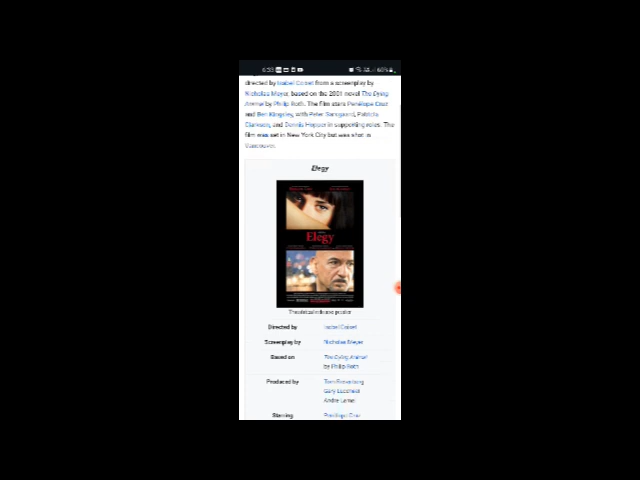 directed by Isabel Coixet from a screenplay by
Nicholas Meyer, based on the 2001 novel The Dying
Animal by Philip Roth. The film stars Penélope Cruz
and Ben Kingsley, with Peter Sarsgaard, Patricia
Clarkson, and Dennis Hopper in supporting roles. The
film was set in New York City but was shot in
Vancouver.
Elegy
Elegy
Theatrical release poster
Directed by Isabel Coixet
Screenplay by Nicholas Meyer
Based on The Dying Animal
by Philip Roth
Produced by Tom Rosenberg
Gary Lucchesi
Andre Lamal
Starring Penélope Cruz